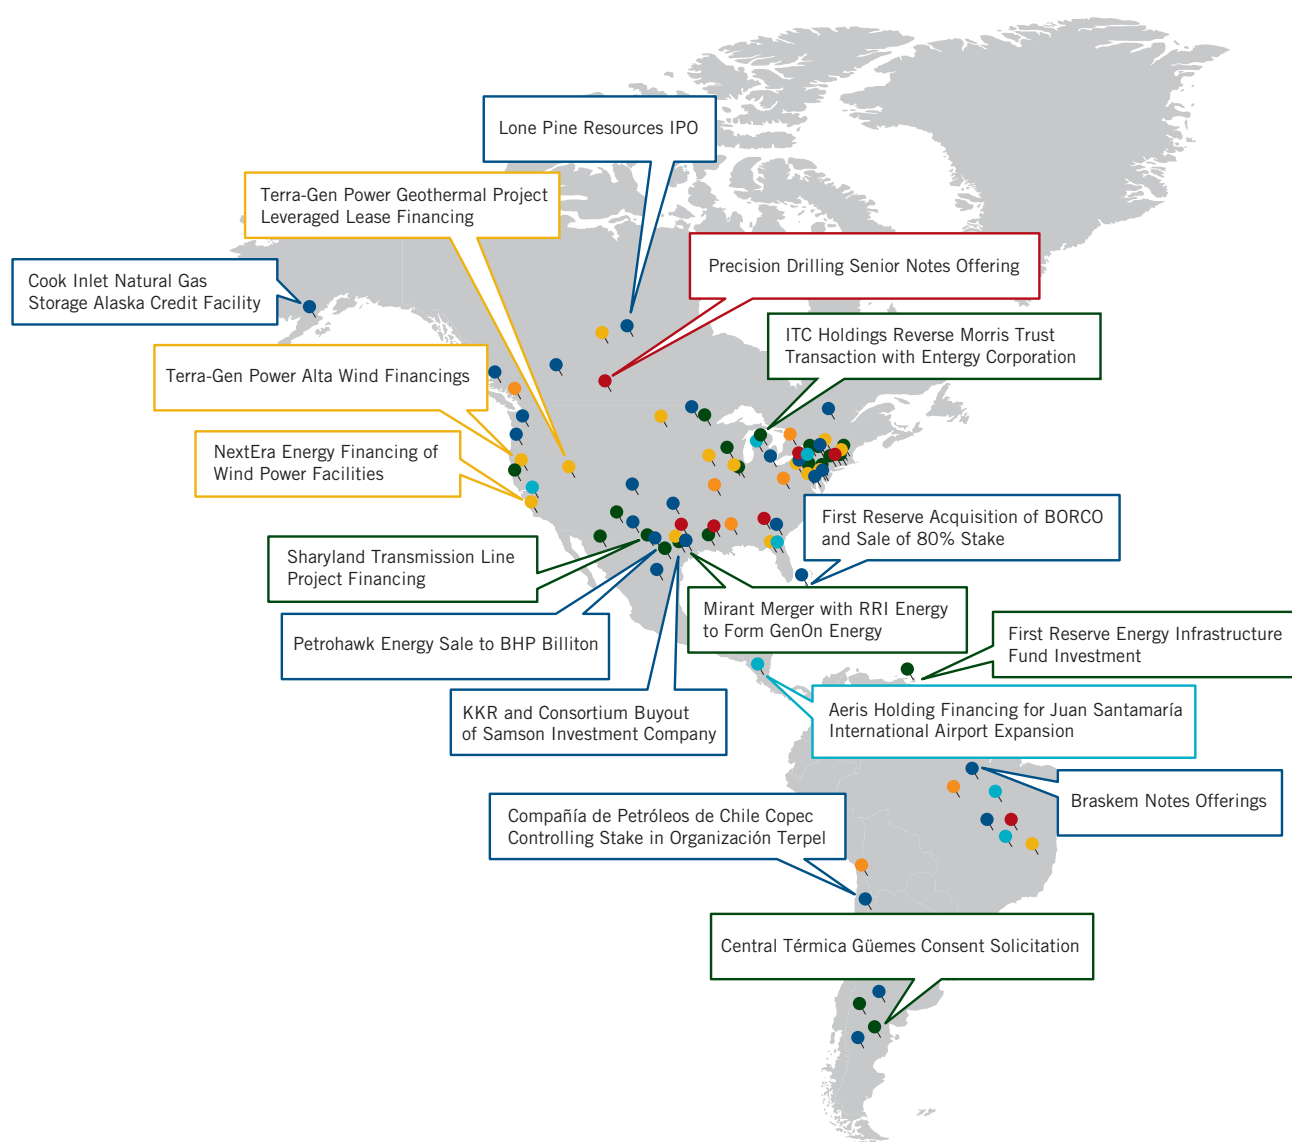 Lone Pine Resources IPO
Terra-Gen Power Geothermal Project
Leveraged Lease Financing
Precision Drilling Senior Notes Offering
Cook Inlet Natural Gas
Storage Alaska Credit Facility
ITC Holdings Reverse Morris Trust
Transaction with Entergy Corporation
Terra-Gen Power Alta Wind Financings
NextEra Energy Financing of
Wind Power Facilities
First Reserve Acquisition of BORCO
and Sale of 80% Stake
Sharyland Transmission Line
Project Financing
Mirant Merger with RRI Energy
to Form GenOn Energy
Petrohawk Energy Sale to BHP Billiton
First Reserve Energy Infrastructure
Fund Investment
KKR and Consortium Buyout
of Samson Investment Company
Aeris Holding Financing for Juan Santamaría
International Airport Expansion
Braskem Notes Offerings
Compañía de Petróleos de Chile Copec
Controlling Stake in Organización Terpel
Central Térmica Güemes Consent Solicitation